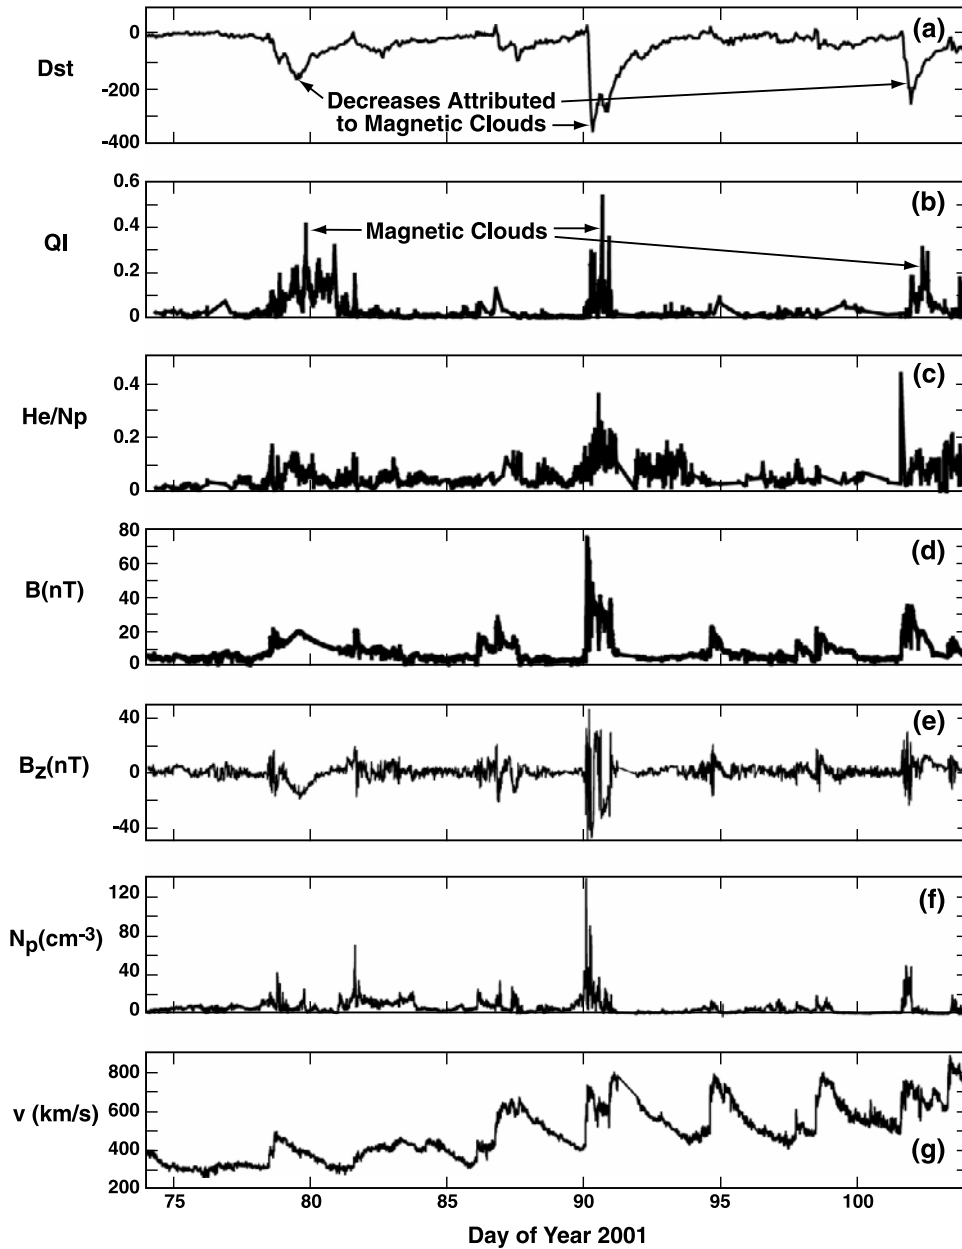 (a)
0
Dst
-200
-400
Decreases Attributed
to Magnetic Clouds
0.6
(b)
0.4
QI
0.2
0
Magnetic Clouds
(c)
0.4
He/Np
0.2
0
80
(d)
60
B(nT)
40
20
0
(e)
40
Bz(nT)
0
-40
120
(f)
80
Np(cm-3)
40
0
800
v (km/s)
600
400
(g)
200
75 80 85 90 95 100
Day of Year 2001